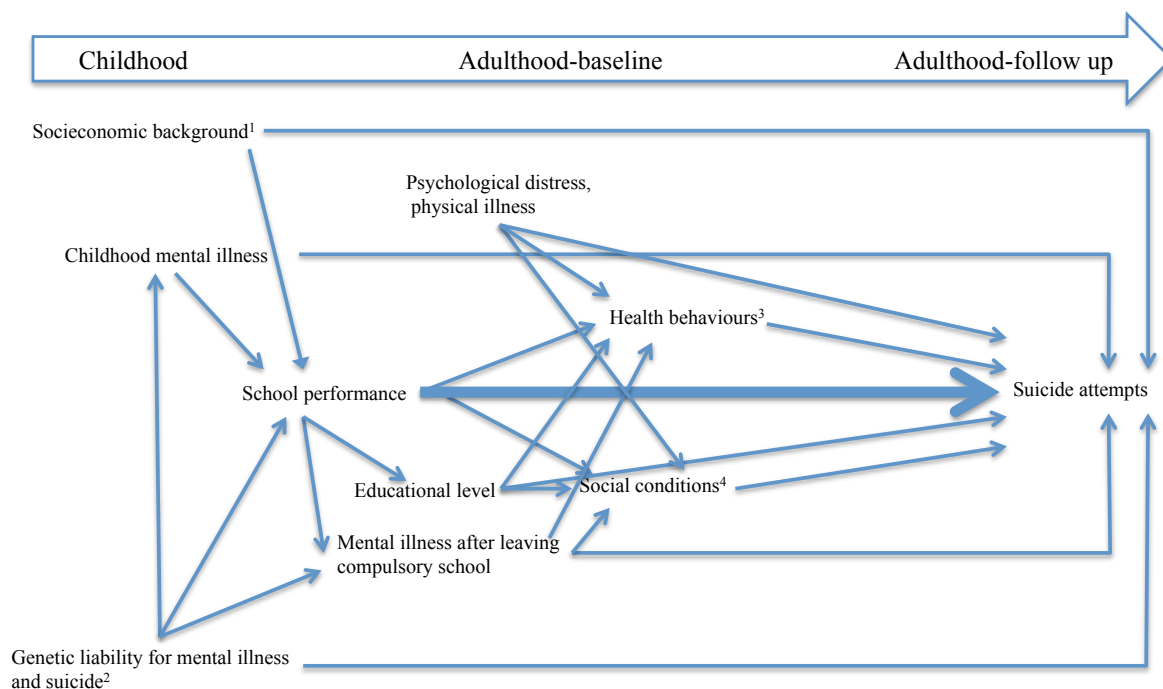 Childhood
Adulthood-baseline
Adulthood-follow up
Socieconomic background¹
Psychological distress,
physical illness
Childhood mental illness
Health behaviours³
School performance
Suicide attempts
Educational level
Social conditions⁴
Mental illness after leaving
compulsory school
Genetic liability for mental illness
and suicide²